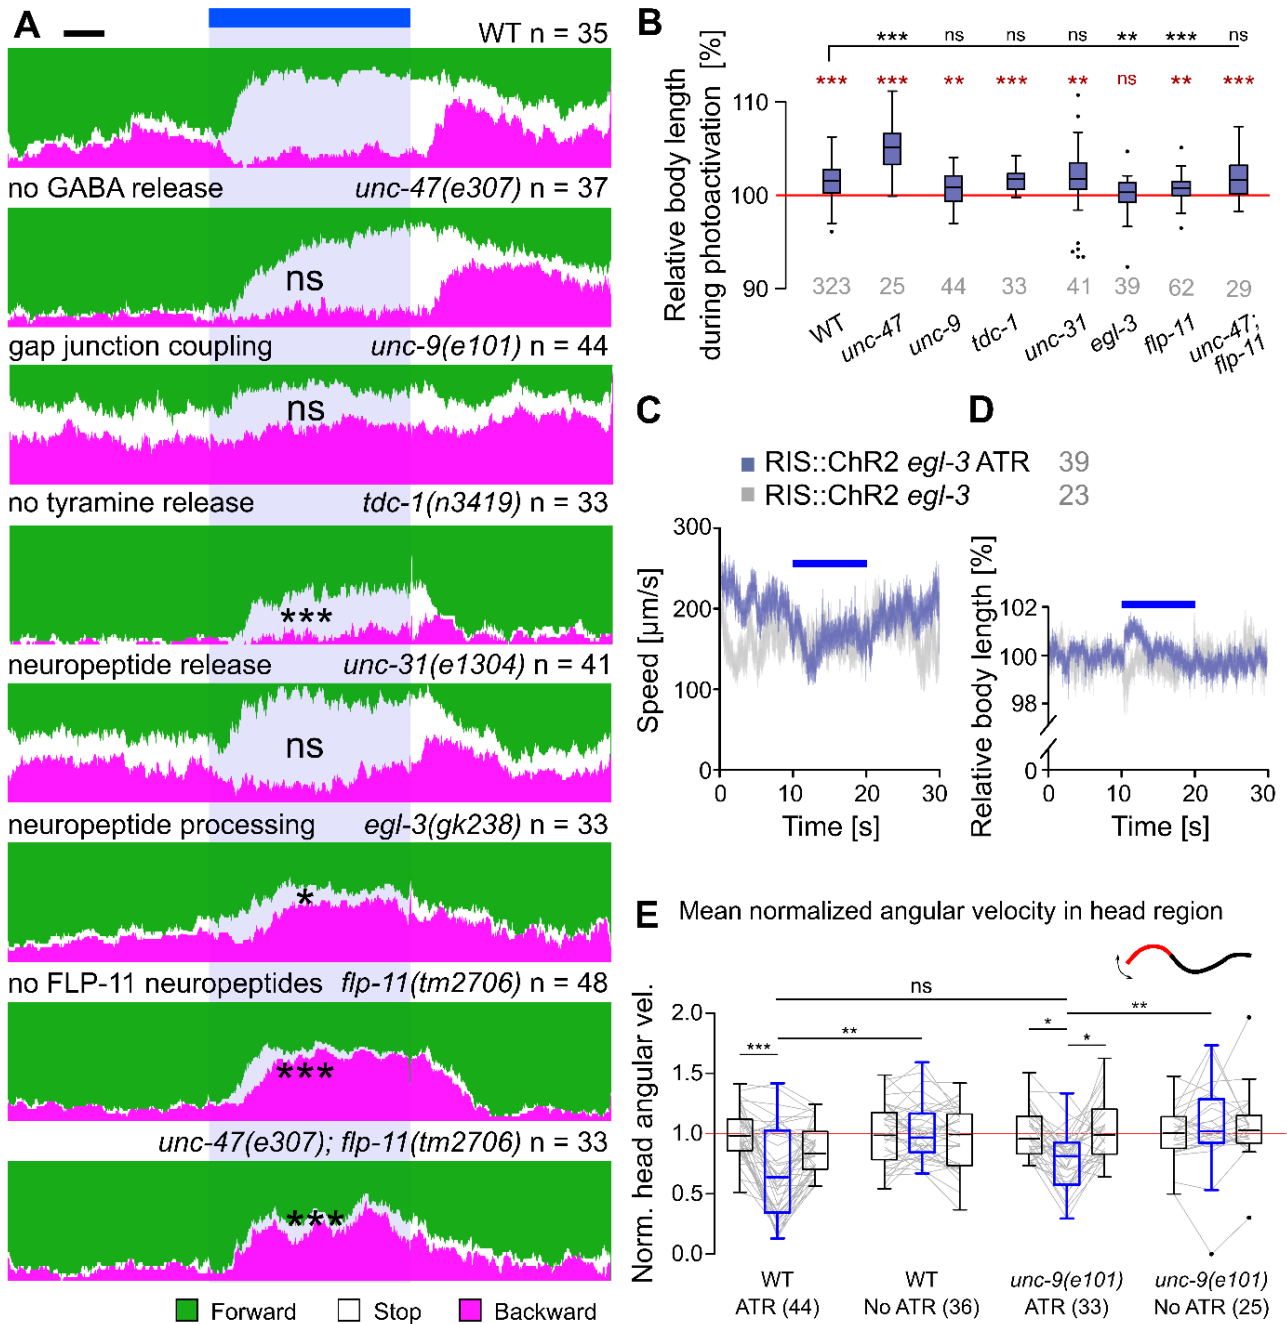 A
WT n = 35
no GABA release unc-47(e307) n = 37
ns
gap junction coupling unc-9(e101) n = 44
ns
no tyramine release tdc-1(n3419) n = 33
***
neuropeptide release unc-31(e1304) n = 41
ns
neuropeptide processing egl-3(gk238) n = 33
*
no FLP-11 neuropeptides flp-11(tm2706) n = 48
***
unc-47(e307); flp-11(tm2706) n = 33
***
Forward Stop Backward
B
Relative body length
during photoactivation [%]
*** ns ns ns ** *** ns
*** *** ** *** ** ns ** ***
110
100
90
323 25 44 33 41 39 62 29
WT unc-47 unc-9 tdc-1 unc-31 egl-3 flp-11 unc-47;
flp-11
C D
RIS::ChR2 egl-3 ATR 39
RIS::ChR2 egl-3 23
Speed [µm/s]
300
200
100
0
0 10 20 30
Time [s]
Relative body length [%]
102
100
98
0
0 10 20 30
Time [s]
E Mean normalized angular velocity in head region
Norm. head angular vel.
ns
** **
*** * *
2.0
1.5
1.0
0.5
0.0
WT WT unc-9(e101) unc-9(e101)
ATR (44) No ATR (36) ATR (33) No ATR (25)